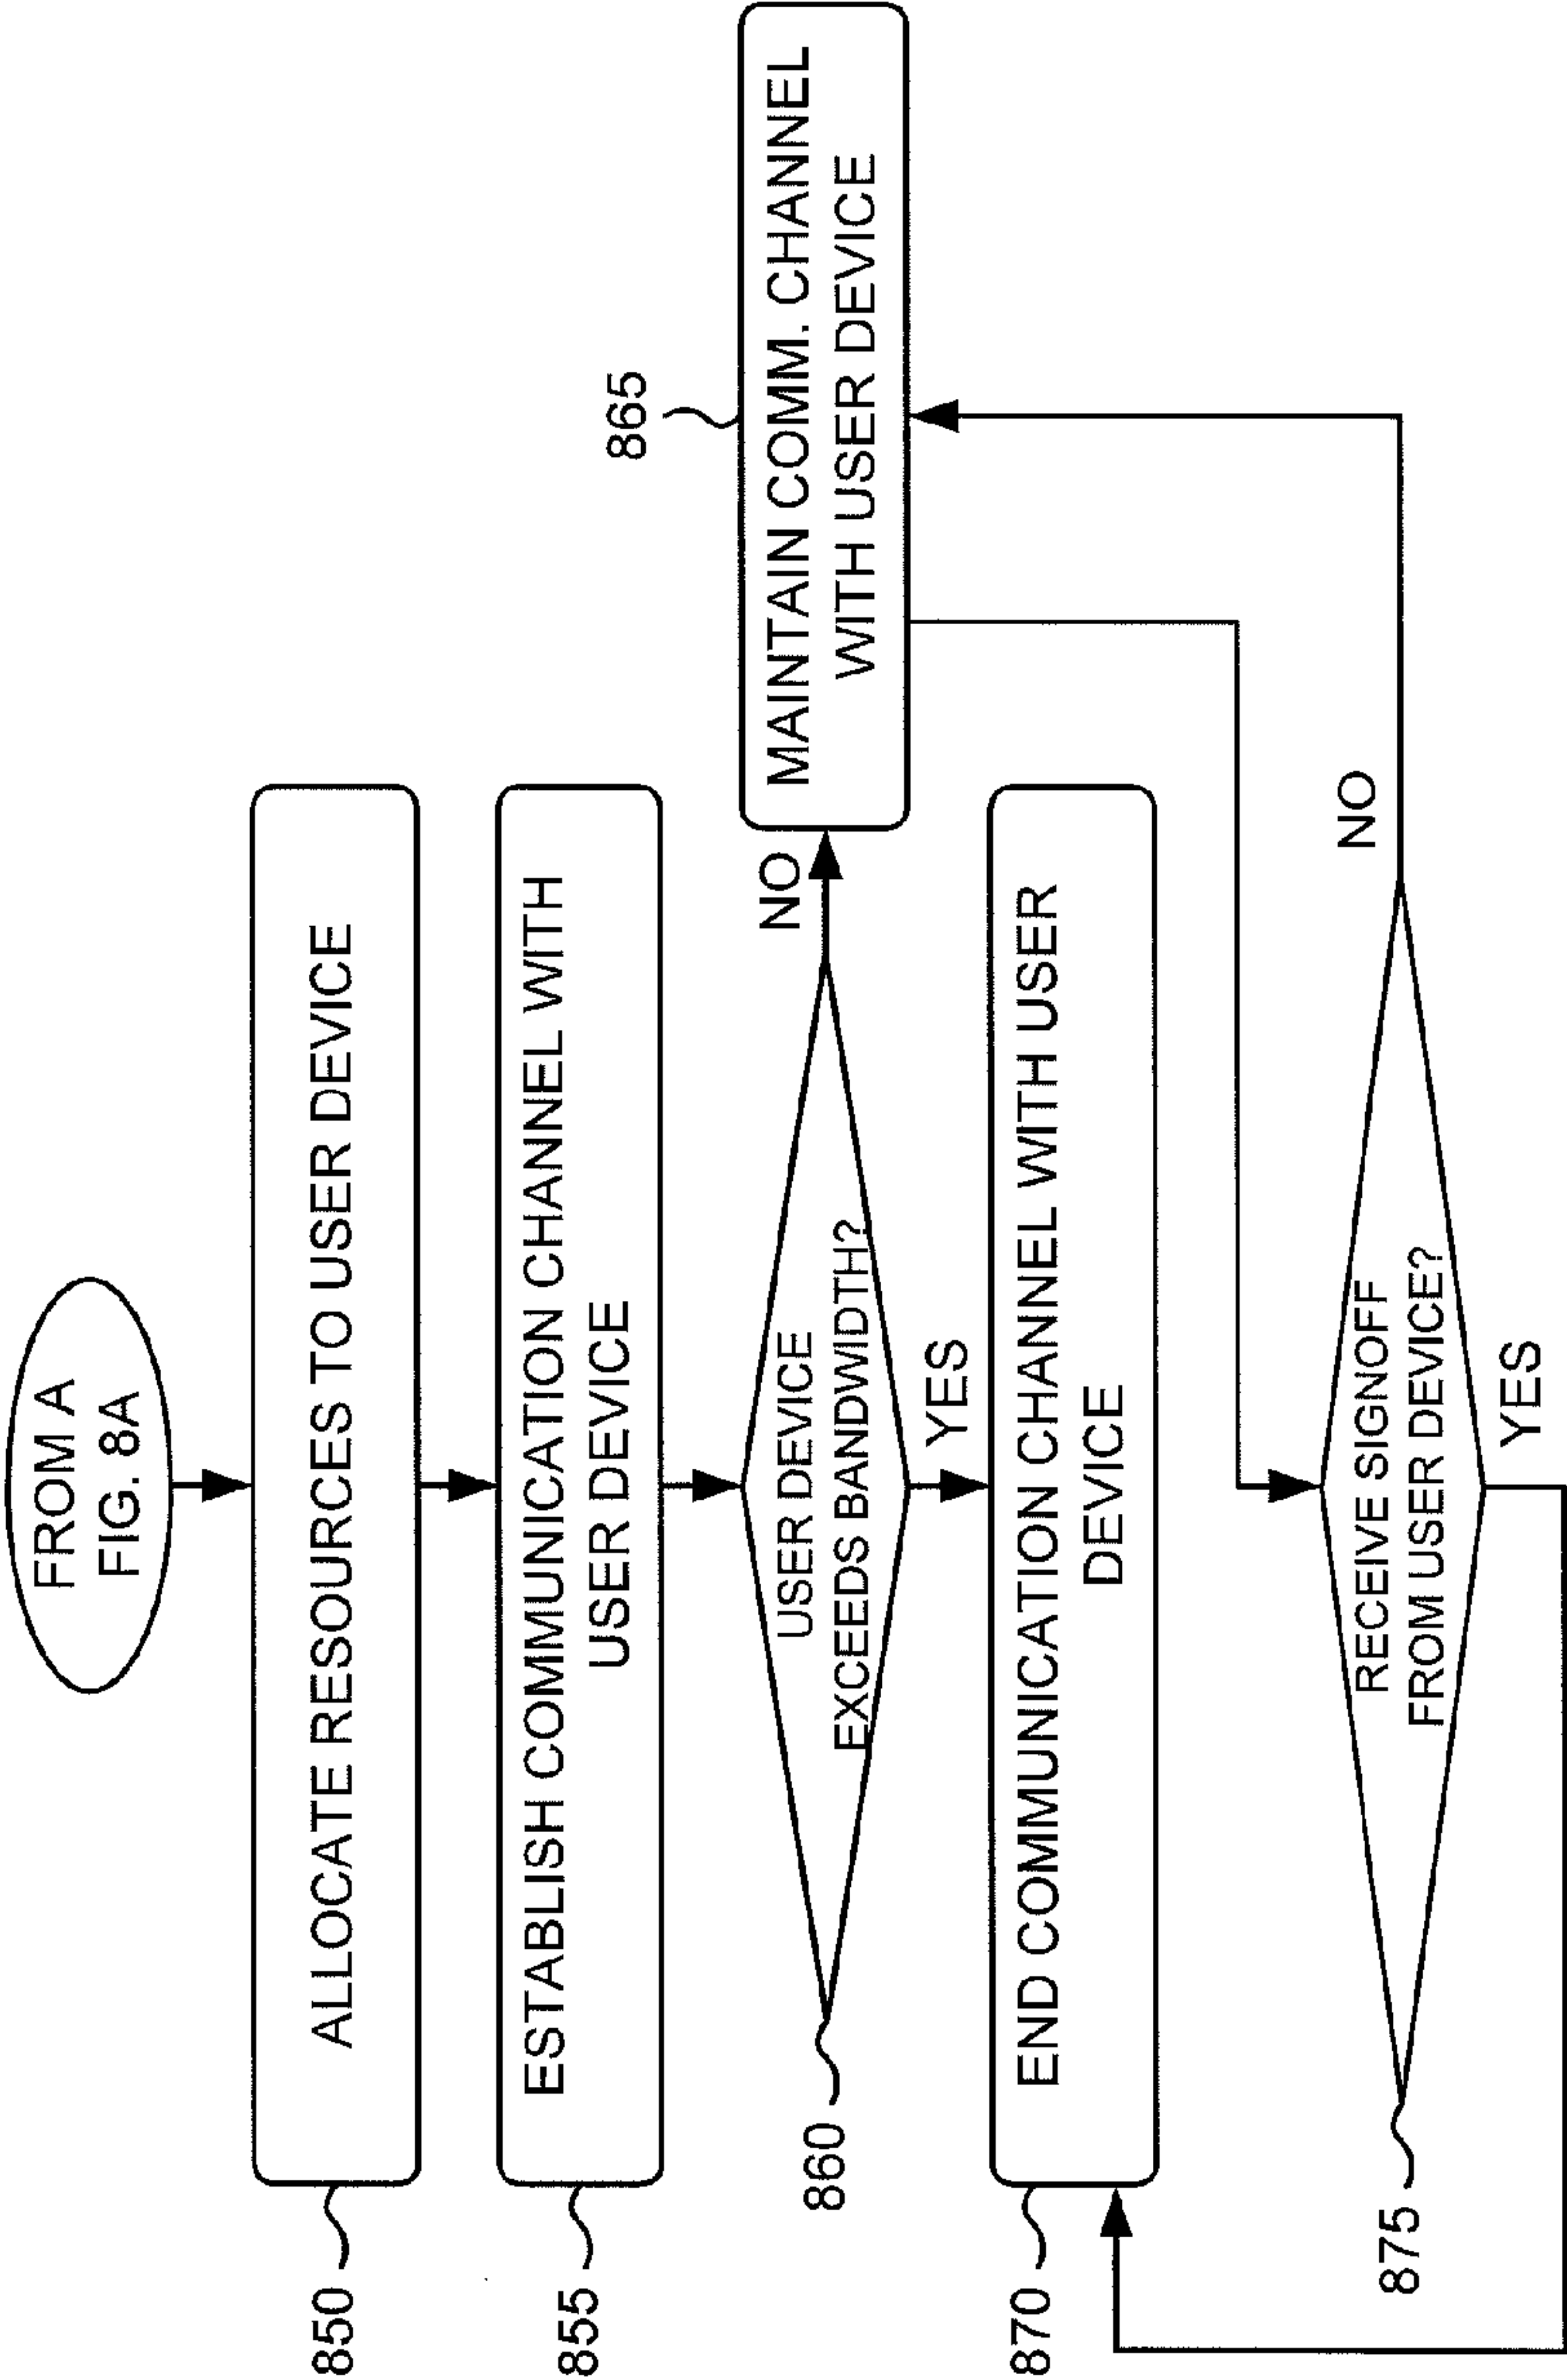 FROM A
FIG. 8A
850
ALLOCATE RESOURCES TO USER DEVICE
855
ESTABLISH COMMUNICATION CHANNEL WITH
USER DEVICE
860
USER DEVICE
EXCEEDS BANDWIDTH?
NO
865
MAINTAIN COMM. CHANNEL
WITH USER DEVICE
YES
870
END COMMUNICATION CHANNEL WITH USER
DEVICE
875
RECEIVE SIGNOFF
FROM USER DEVICE?
NO
YES